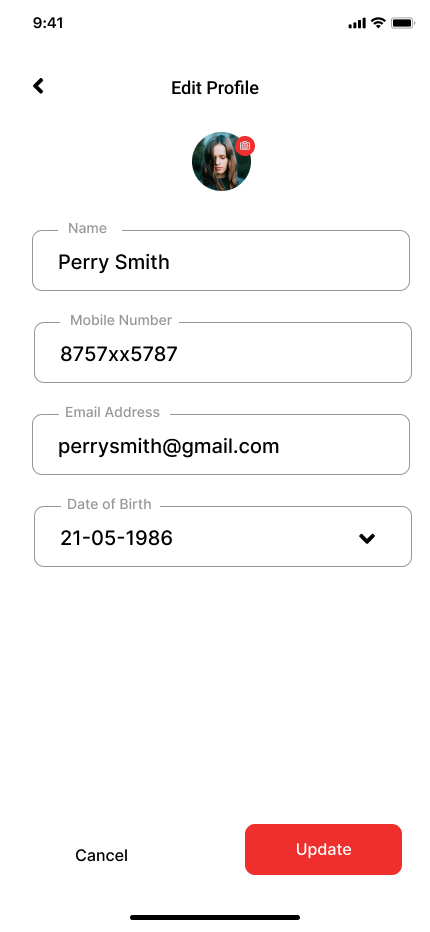 9:41
Edit Profile
Name
Perry Smith
Mobile Number
8757xx5787
Email Address
perrysmith@gmail.com
Date of Birth
21-05-1986
Cancel
Update